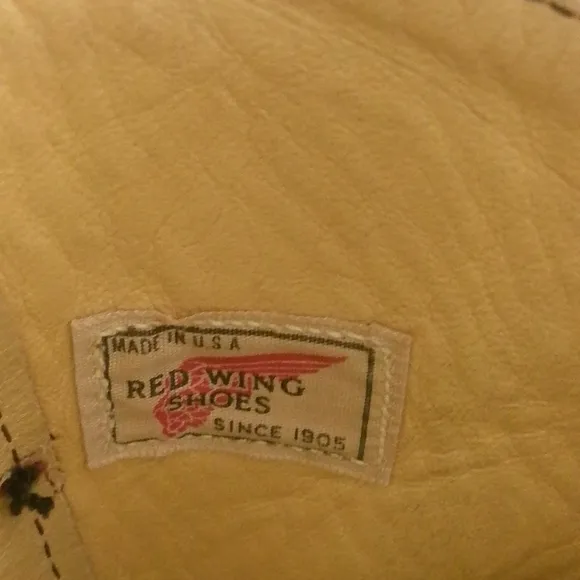 MADE IN U S A
RED WING
SHOES
SINCE 1905